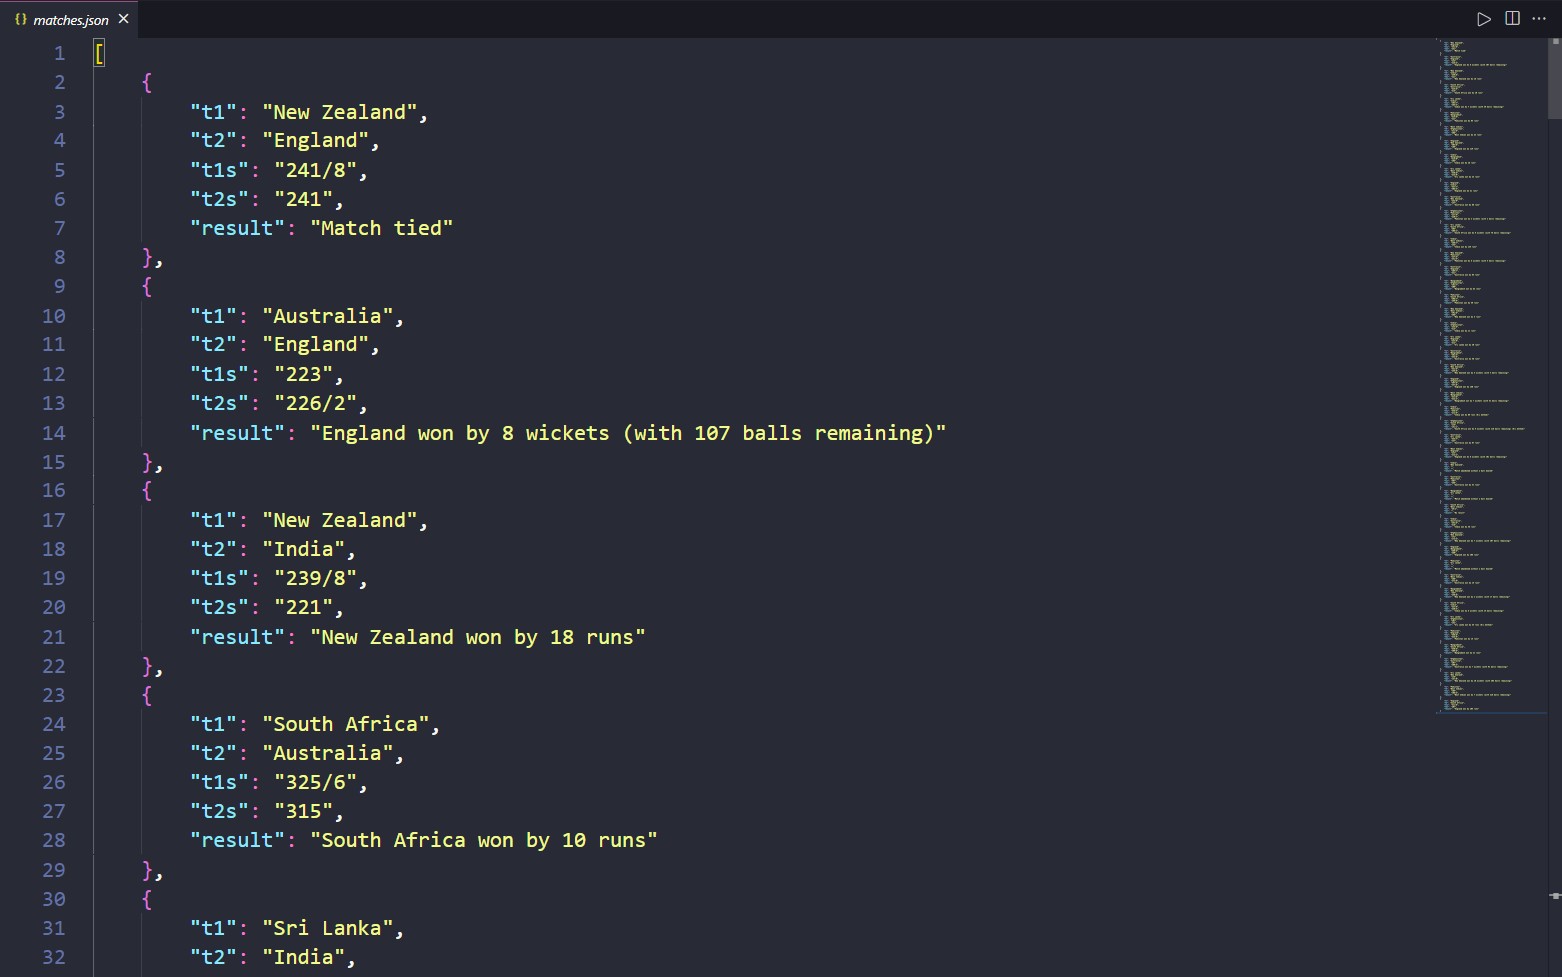 {} matches.json ×
1 [
2 {
3 "t1": "New Zealand",
4 "t2": "England",
5 "t1s": "241/8",
6 "t2s": "241",
7 "result": "Match tied"
8 },
9 {
10 "t1": "Australia",
11 "t2": "England",
12 "t1s": "223",
13 "t2s": "226/2",
14 "result": "England won by 8 wickets (with 107 balls remaining)"
15 },
16 {
17 "t1": "New Zealand",
18 "t2": "India",
19 "t1s": "239/8",
20 "t2s": "221",
21 "result": "New Zealand won by 18 runs"
22 },
23 {
24 "t1": "South Africa",
25 "t2": "Australia",
26 "t1s": "325/6",
27 "t2s": "315",
28 "result": "South Africa won by 10 runs"
29 },
30 {
31 "t1": "Sri Lanka",
32 "t2": "India",